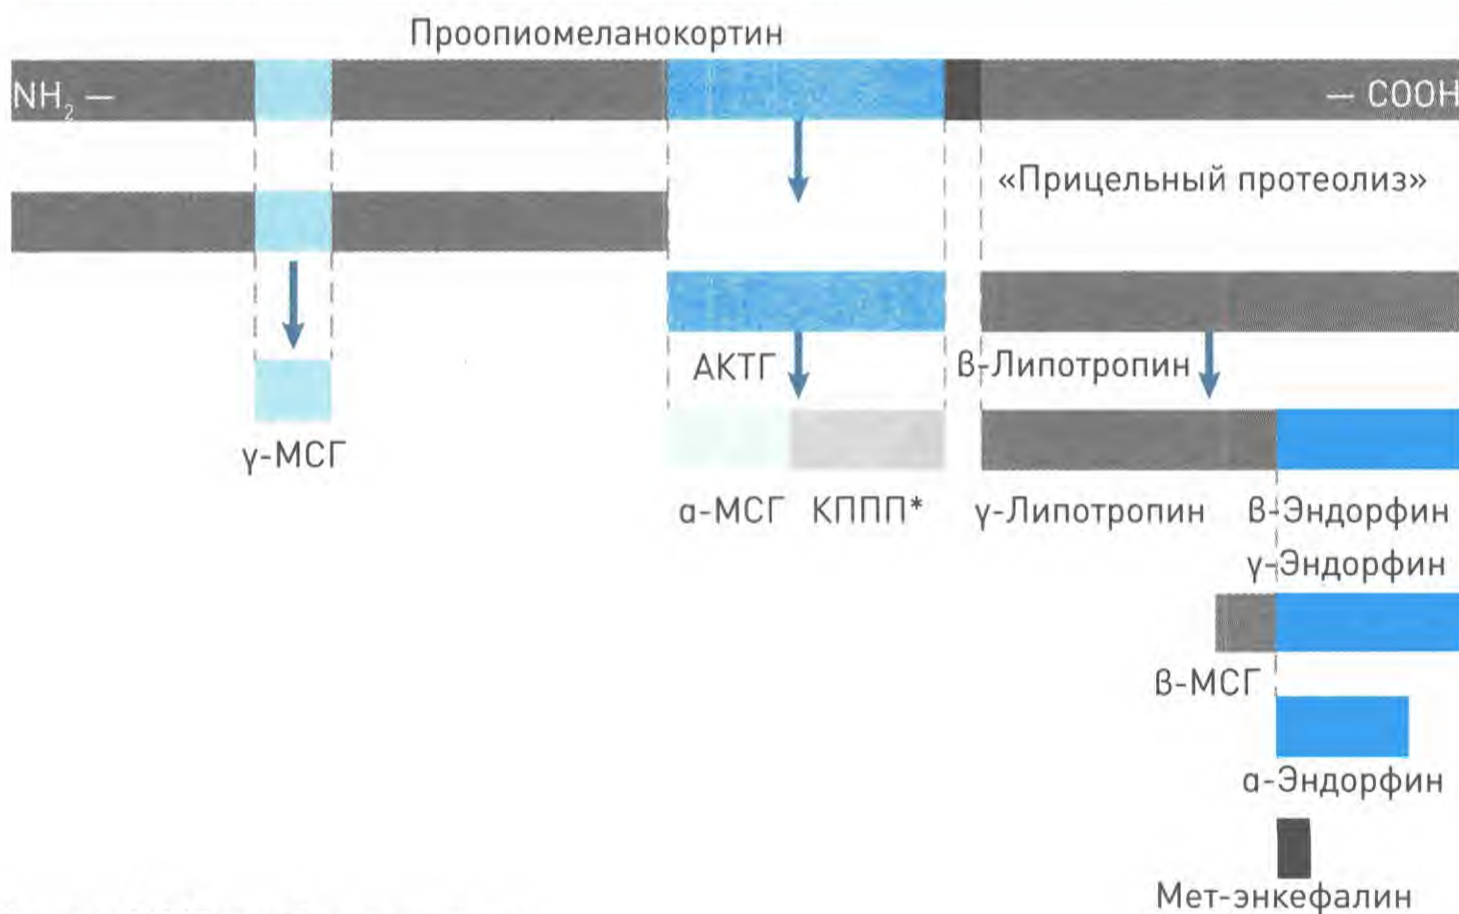 Проопиомеланокортин
NH₂ —
— COOH
«Прицельный протеолиз»
АКТГ
β-Липотропин
γ-МСГ
α-МСГ
КППП*
γ-Липотропин
β-Эндорфин
γ-Эндорфин
β-МСГ
α-Эндорфин
Мет-энкефалин